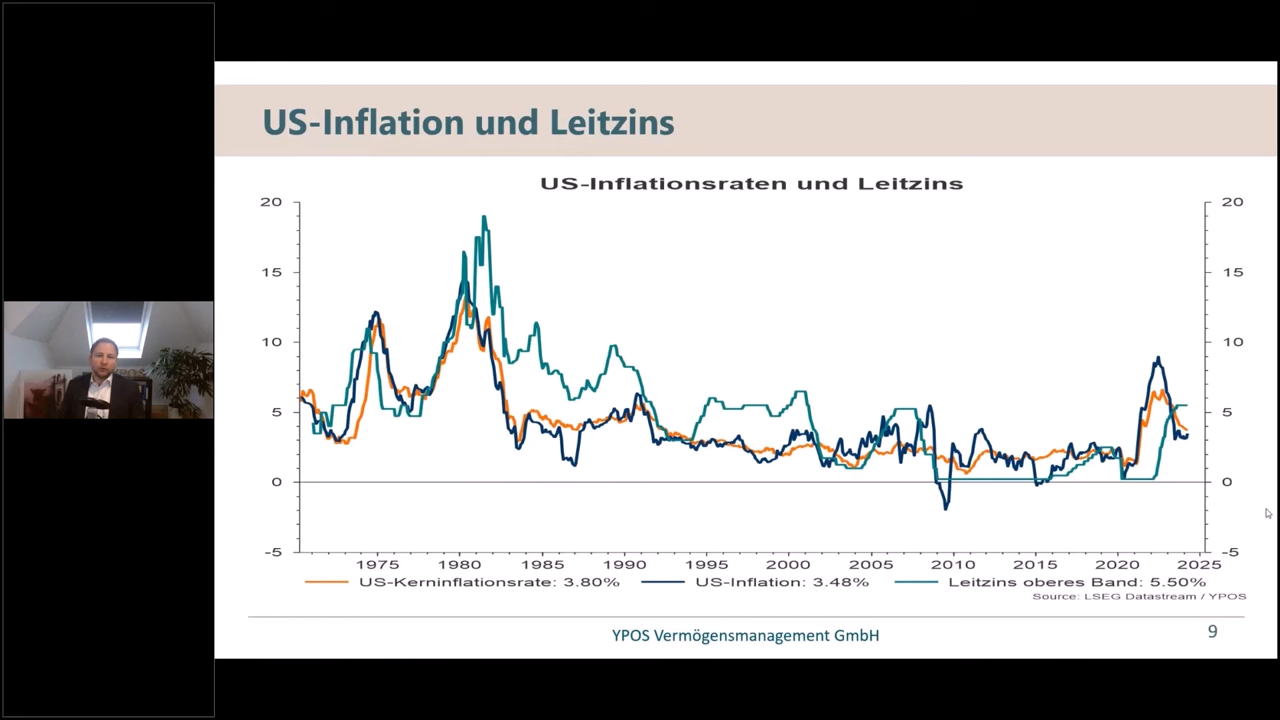 US-Inflation und Leitzins
US-Inflationsraten und Leitzins
20 20
15 15
10 10
5 5
0 0
-5 -5
1975 1980 1985 1990 1995 2000 2005 2010 2015 2020 2025
US-Kerninflationsrate: 3.80% US-Inflation: 3.48% Leitzins oberes Band: 5.50%
Source: LSEG Datastream / YPOS
YPOS Vermögensmanagement GmbH 9